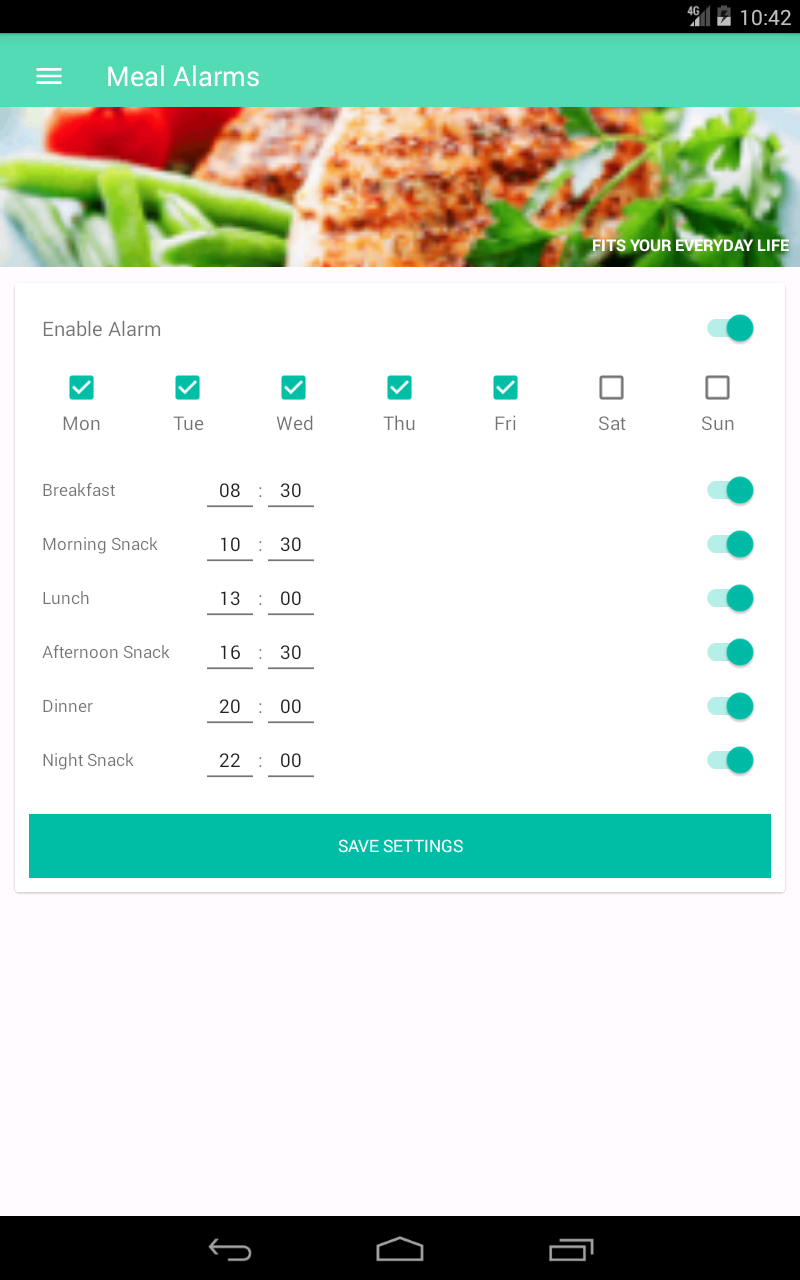 4G 10:42
Meal Alarms
FITS YOUR EVERYDAY LIFE
Enable Alarm
Mon Tue Wed Thu Fri Sat Sun
Breakfast 08 : 30
Morning Snack 10 : 30
Lunch 13 : 00
Afternoon Snack 16 : 30
Dinner 20 : 00
Night Snack 22 : 00
SAVE SETTINGS